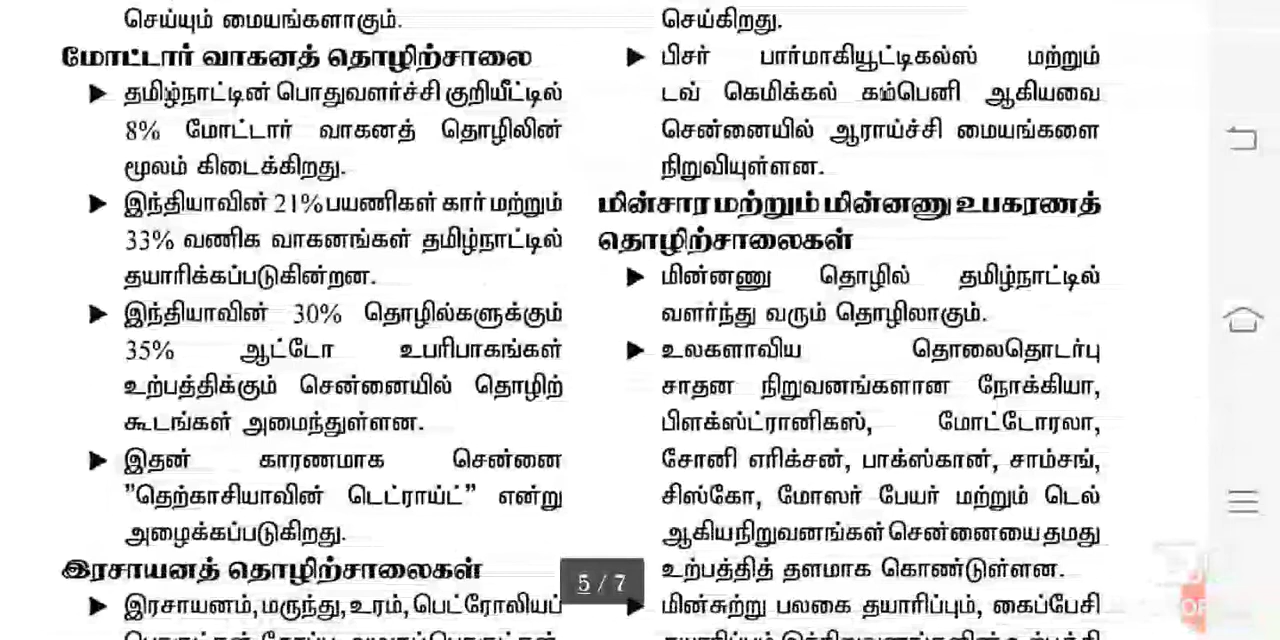 செய்யும் மையங்களாகும்.
மோட்டார் வாகனத் தொழிற்சாலை
▶ தமிழ்நாட்டின் பொதுவளர்ச்சி குறியீட்டில்
8% மோட்டார் வாகனத் தொழிலின்
மூலம் கிடைக்கிறது.
▶ இந்தியாவின் 21% பயணிகள் கார் மற்றும்
33% வணிக வாகனங்கள் தமிழ்நாட்டில்
தயாரிக்கப்படுகின்றன.
▶ இந்தியாவின் 30% தொழில்களுக்கும்
35% ஆட்டோ உபரிபாகங்கள்
உற்பத்திக்கும் சென்னையில் தொழிற்
கூடங்கள் அமைந்துள்ளன.
▶ இதன் காரணமாக சென்னை
”தெற்காசியாவின் டெட்ராய்ட்” என்று
அழைக்கப்படுகிறது.
இரசாயனத் தொழிற்சாலைகள்
▶ இரசாயனம், மருந்து, உரம், பெட்ரோலியப்
செய்கிறது.
▶ பிசர் பார்மாகியூட்டிகல்ஸ் மற்றும்
டவ் கெமிக்கல் கம்பெனி ஆகியவை
சென்னையில் ஆராய்ச்சி மையங்களை
நிறுவியுள்ளன.
மின்சார மற்றும் மின்னணு உபகரணத்
தொழிற்சாலைகள்
▶ மின்னணு தொழில் தமிழ்நாட்டில்
வளர்ந்து வரும் தொழிலாகும்.
▶ உலகளாவிய தொலைதொடர்பு
சாதன நிறுவனங்களான நோக்கியா,
பிளக்ஸ்ட்ரானிகஸ், மோட்டோரலா,
சோனி எரிக்சன், பாக்ஸ்கான், சாம்சங்,
சிஸ்கோ, மோஸர் பேயர் மற்றும் டெல்
ஆகிய நிறுவனங்கள் சென்னையை தமது
உற்பத்தித் தளமாக கொண்டுள்ளன.
▶ மின்சுற்று பலகை தயாரிப்பும், கைப்பேசி
5 / 7